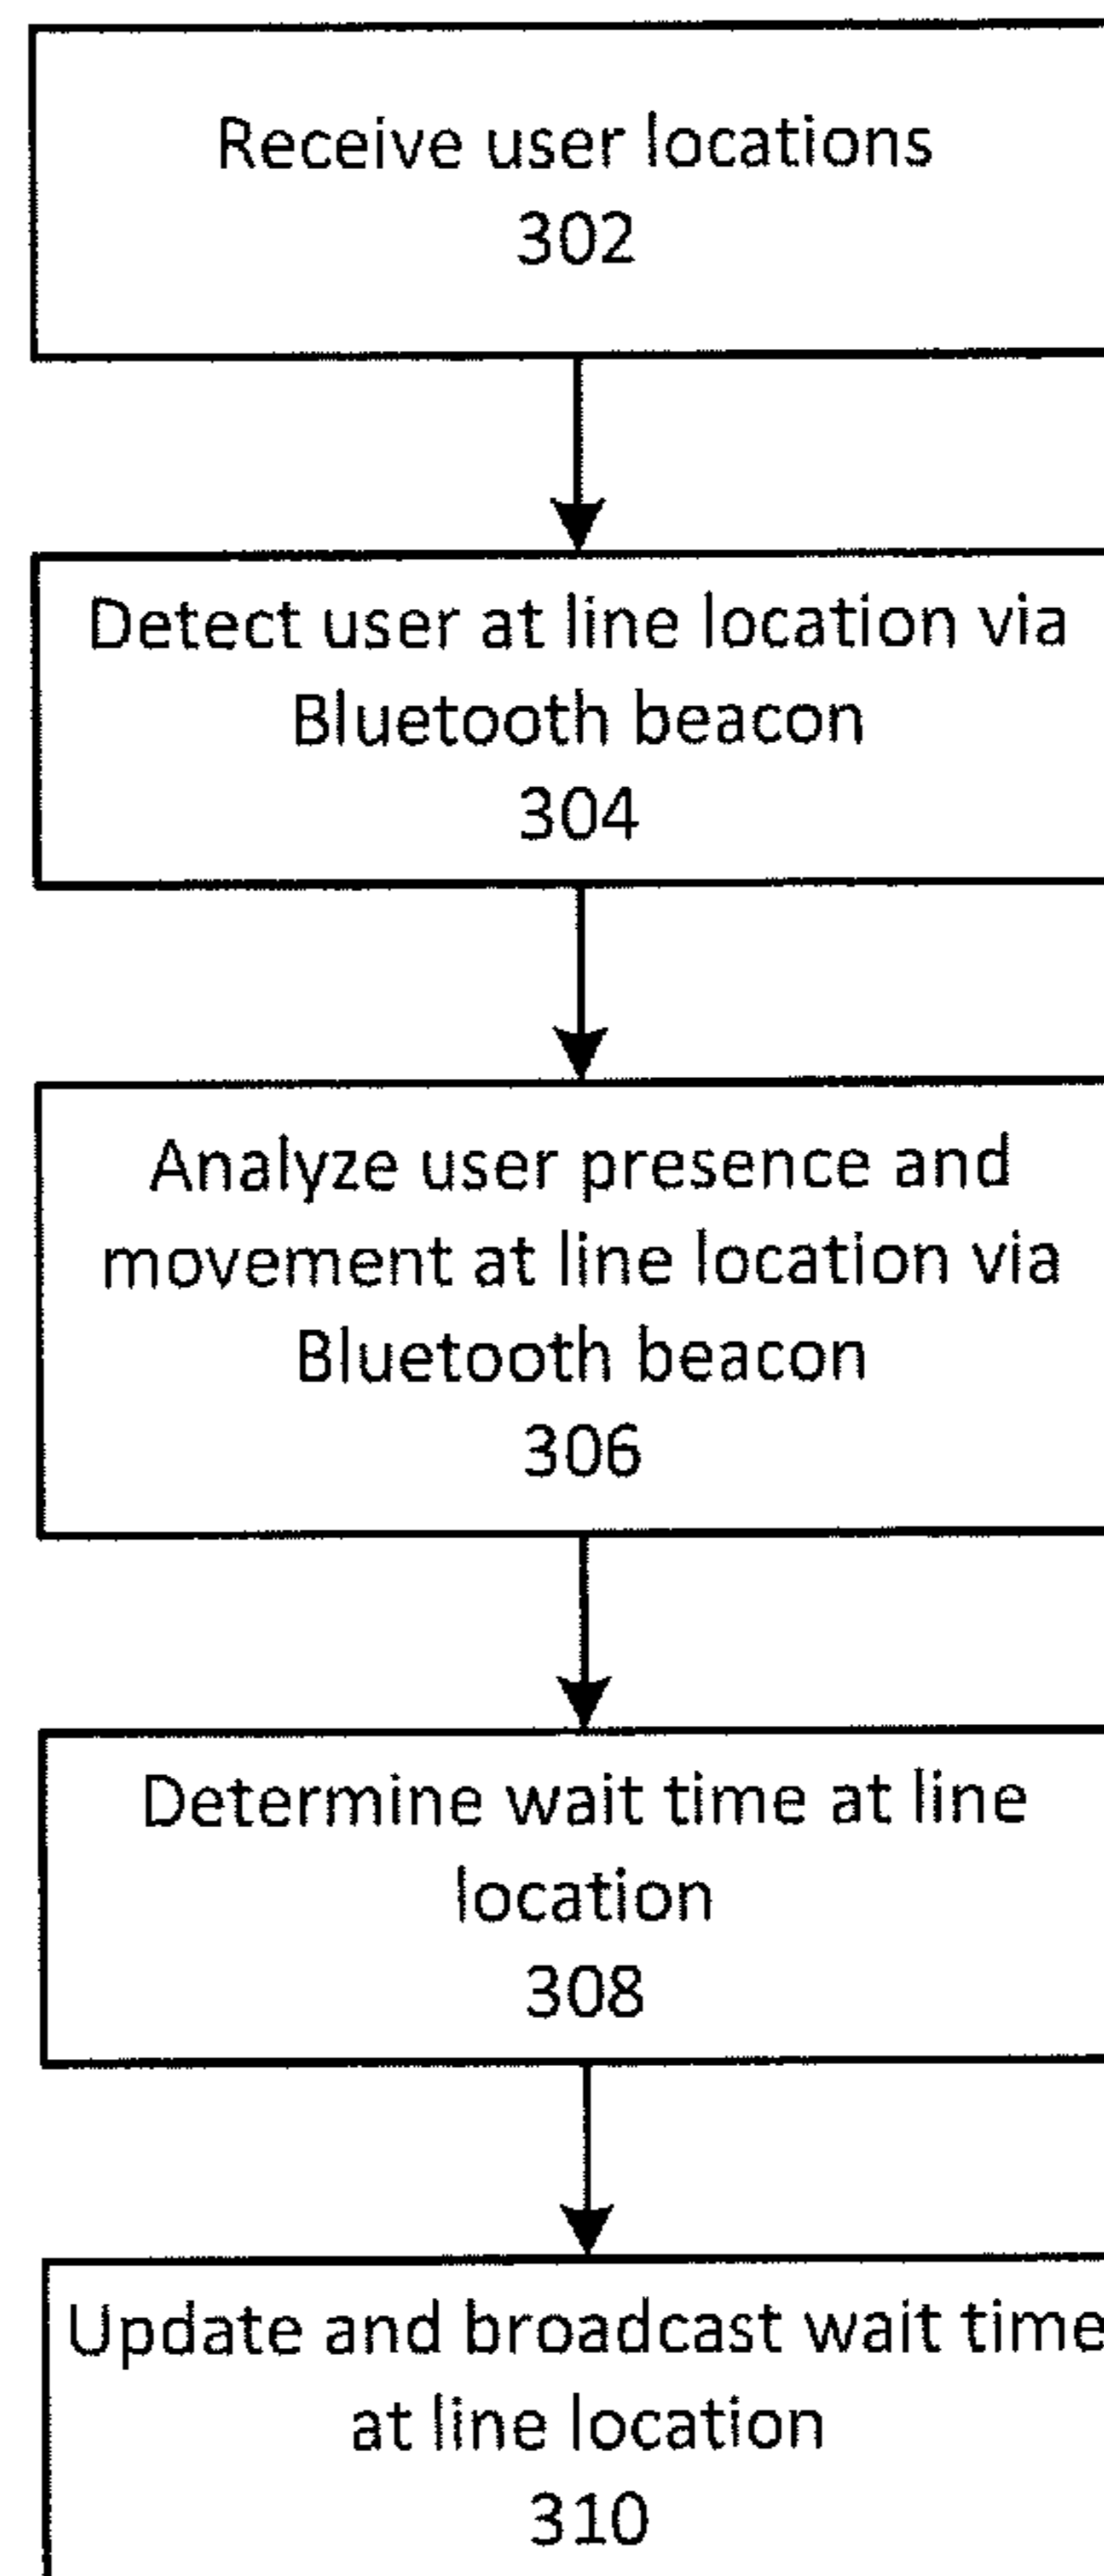 Receive user locations
302
Detect user at line location via
Bluetooth beacon
304
Analyze user presence and
movement at line location via
Bluetooth beacon
306
Determine wait time at line
location
308
Update and broadcast wait time
at line location
310